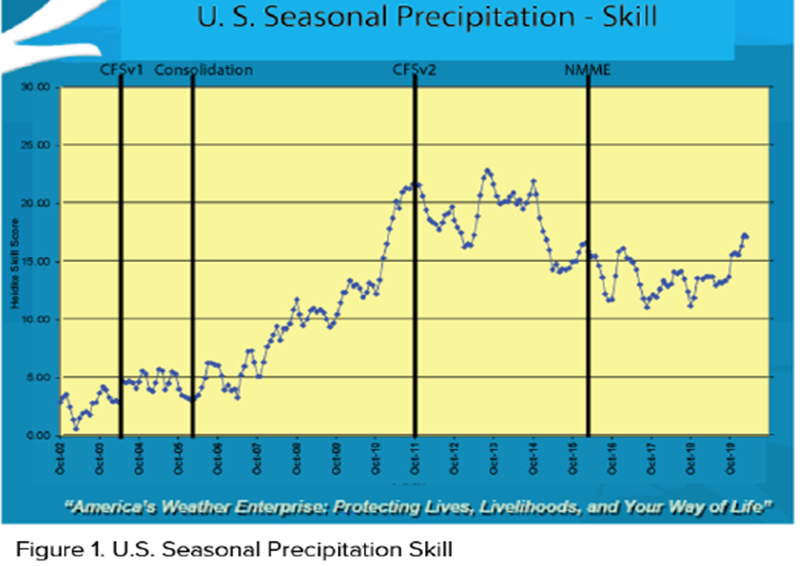 U. S. Seasonal Precipitation - Skill
CFSv1 Consolidation CFSv2 NMME
30.00
25.00
20.00
15.00
10.00
5.00
0.00
Heidke Skill Score
Oct-02 Oct-03 Oct-04 Oct-05 Oct-06 Oct-07 Oct-08 Oct-09 Oct-10 Oct-11 Oct-12 Oct-13 Oct-14 Oct-15 Oct-16 Oct-17 Oct-18 Oct-19
"America's Weather Enterprise: Protecting Lives, Livelihoods, and Your Way of Life"
Figure 1. U.S. Seasonal Precipitation Skill